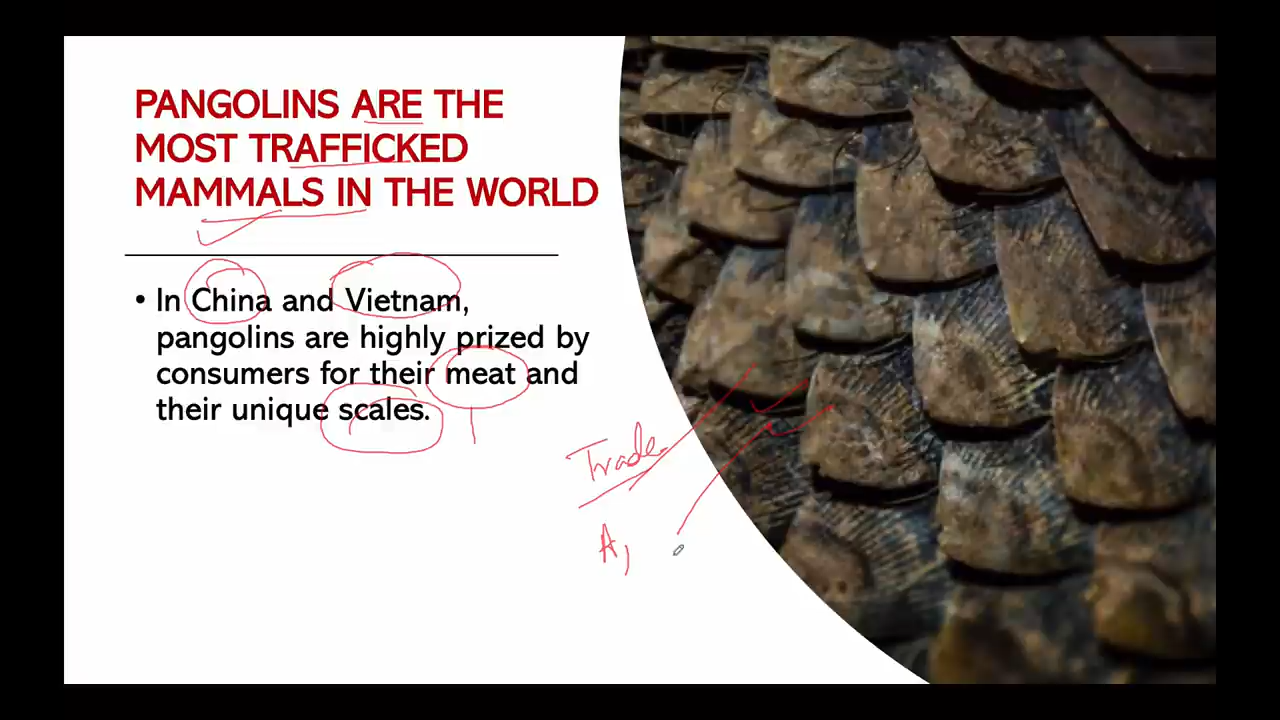 PANGOLINS ARE THE
MOST TRAFFICKED
MAMMALS IN THE WORLD
• In China and Vietnam,
pangolins are highly prized by
consumers for their meat and
their unique scales.
Trade
A,